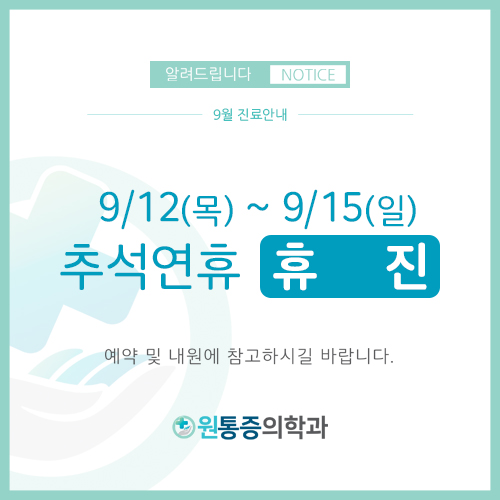 알려드립니다 NOTICE
9월 진료안내
9/12(목) ~ 9/15(일)
추석연휴 휴 진
예약 및 내원에 참고하시길 바랍니다.
원통증의학과